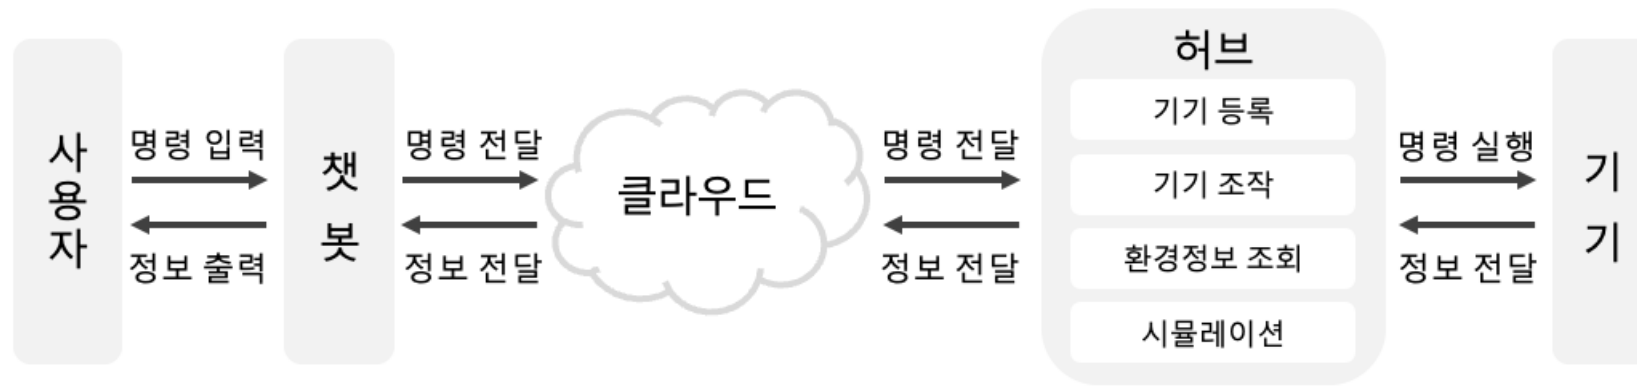 사용자
명령 입력
정보 출력
챗봇
명령 전달
정보 전달
클라우드
명령 전달
정보 전달
허브
기기 등록
기기 조작
환경정보 조회
시뮬레이션
명령 실행
정보 전달
기기